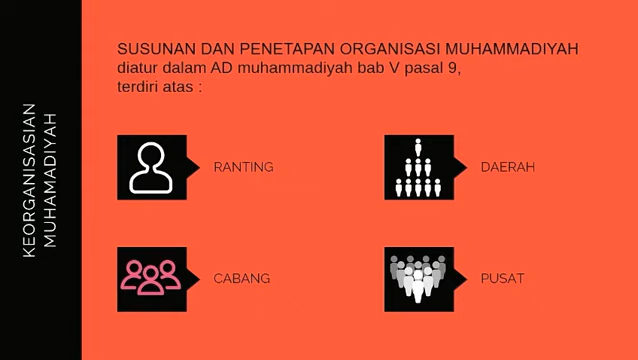 KEORGANISASIAN
MUHAMADIYAH
SUSUNAN DAN PENETAPAN ORGANISASI MUHAMMADIYAH
diatur dalam AD muhammadiyah bab V pasal 9,
terdiri atas :
RANTING
DAERAH
CABANG
PUSAT